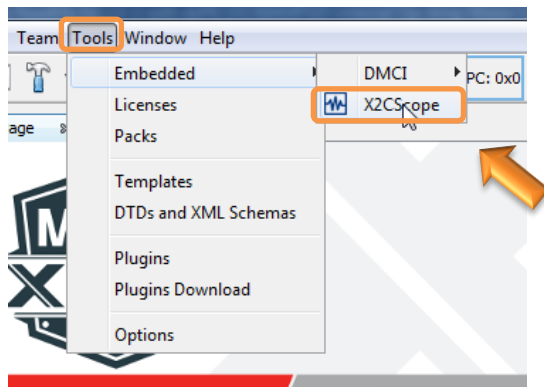 Team Tools Window Help
Embedded DMCI PC: 0x0
Licenses X2CScope
age
Packs
Templates
DTDs and XML Schemas
Plugins
Plugins Download
Options